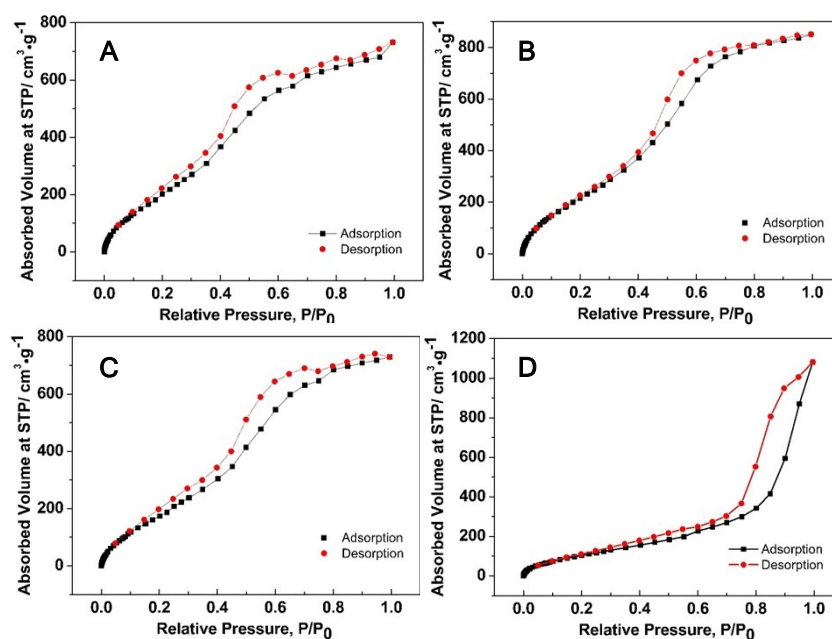 A
800
600
400
200
0
Absorbed Volume at STP/ cm³•g⁻¹
Adsorption
Desorption
0.0 0.2 0.4 0.6 0.8 1.0
Relative Pressure, P/P₀
B
800
600
400
200
0
Absorbed Volume at STP/ cm³•g⁻¹
Adsorption
Desorption
0.0 0.2 0.4 0.6 0.8 1.0
Relative Pressure, P/P₀
C
800
600
400
200
0
Absorbed Volume at STP/ cm³•g⁻¹
Adsorption
Desorption
0.0 0.2 0.4 0.6 0.8 1.0
Relative Pressure, P/P₀
D
1200
1000
800
600
400
200
0
Absorbed Volume at STP/ cm³•g⁻¹
Adsorption
Desorption
0.0 0.2 0.4 0.6 0.8 1.0
Relative Pressure, P/P₀